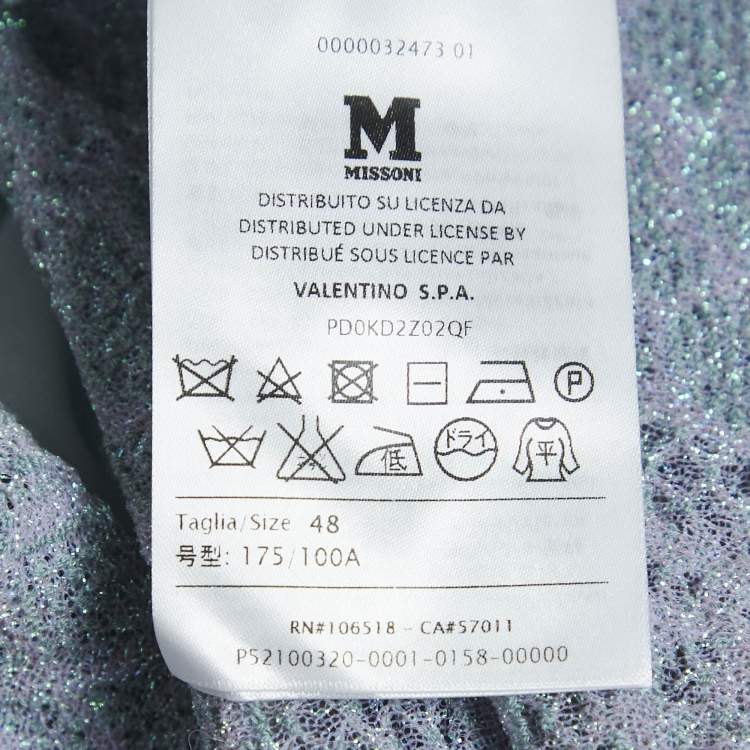 0000032473 01
M
MISSONI
DISTRIBUITO SU LICENZA DA
DISTRIBUTED UNDER LICENSE BY
DISTRIBUÉ SOUS LICENCE PAR
VALENTINO S.P.A.
PD0KD2Z02QF
P
低 ドライ 平
Taglia/Size 48
号型: 175/100A
RN#106518 - CA#57011
P52100320-0001-0158-00000